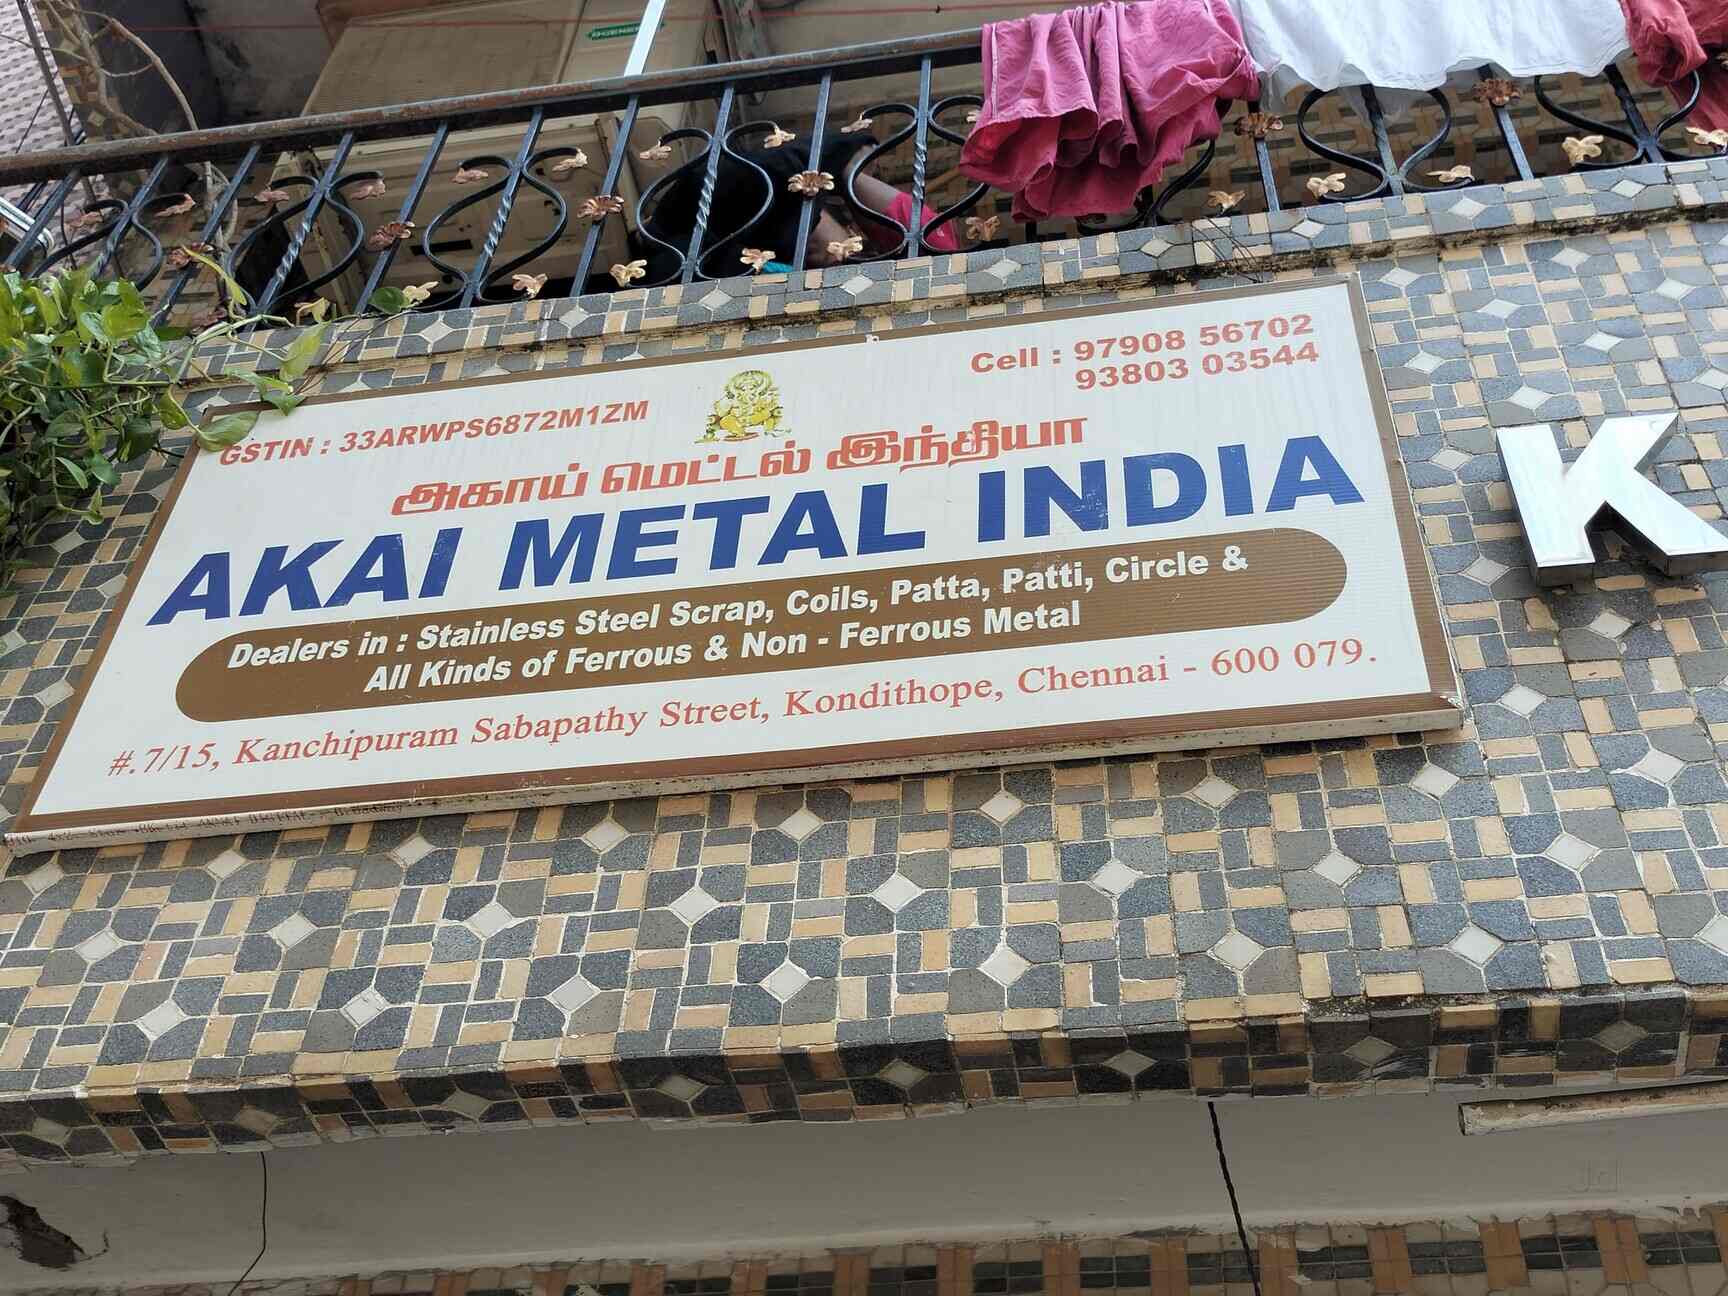 GSTIN : 33ARWPS6872M1ZM
Cell : 97908 56702
93803 03544
அகாய் மெட்டல் இந்தியா
AKAI METAL INDIA
Dealers in : Stainless Steel Scrap, Coils, Patta, Patti, Circle &
All Kinds of Ferrous & Non - Ferrous Metal
#.7/15, Kanchipuram Sabapathy Street, Kondithope, Chennai - 600 079.
K